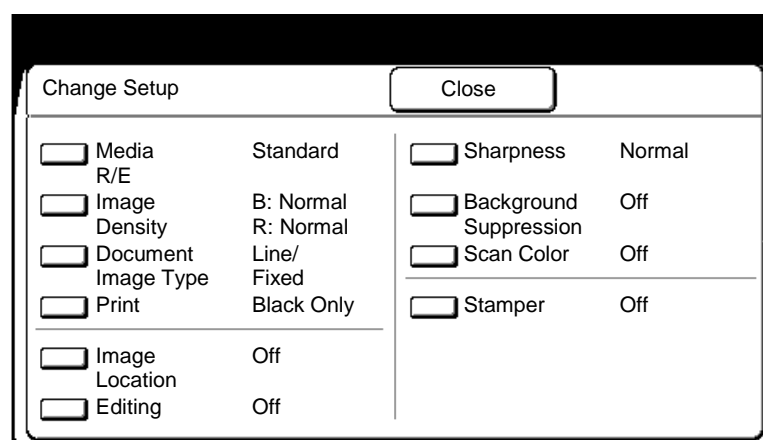 Change Setup
Close
Media Standard
R/E
Image B: Normal
Density R: Normal
Document Line/
Image Type Fixed
Print Black Only
Image Off
Location
Editing Off
Sharpness Normal
Background Off
Suppression
Scan Color Off
Stamper Off